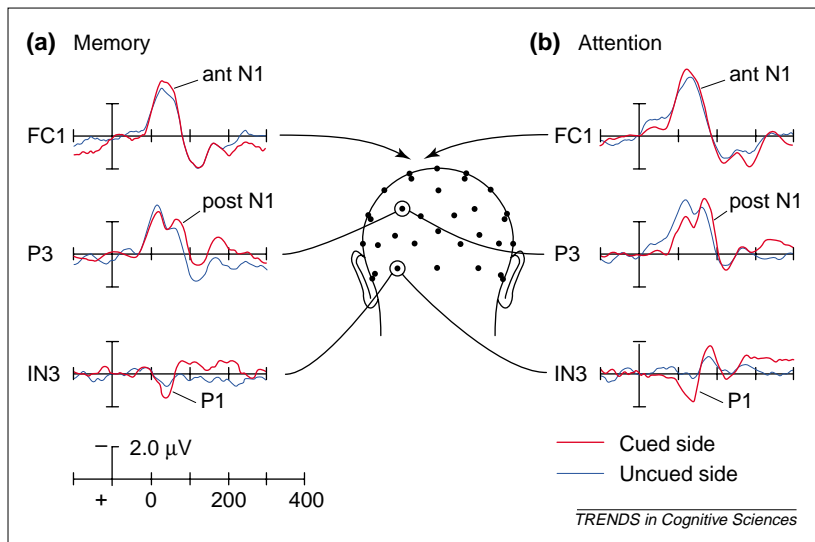 (a) Memory
ant N1
FC1
post N1
P3
IN3
P1
− 2.0 μV
+ 0 200 400
(b) Attention
ant N1
FC1
post N1
P3
IN3
P1
Cued side
Uncued side
TRENDS in Cognitive Sciences